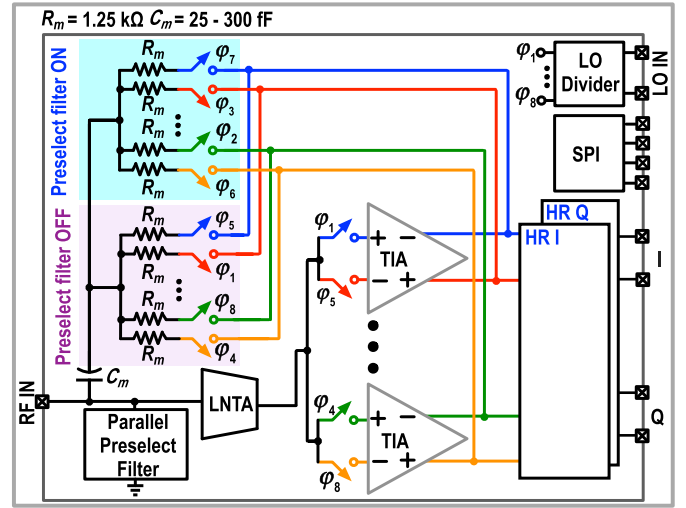 Rm = 1.25 kΩ Cm = 25 - 300 fF
Preselect filter ON
Rm φ7
Rm φ3
Rm φ2
Rm φ6
Preselect filter OFF
Rm φ5
Rm φ1
Rm φ8
Rm φ4
Cm
RF IN
Parallel
Preselect
Filter
LNTA
φ1
+ −
TIA
− +
φ5
φ4
+ −
TIA
− +
φ8
φ1
φ8
LO
Divider
LO IN
SPI
HR Q
HR I
I
Q